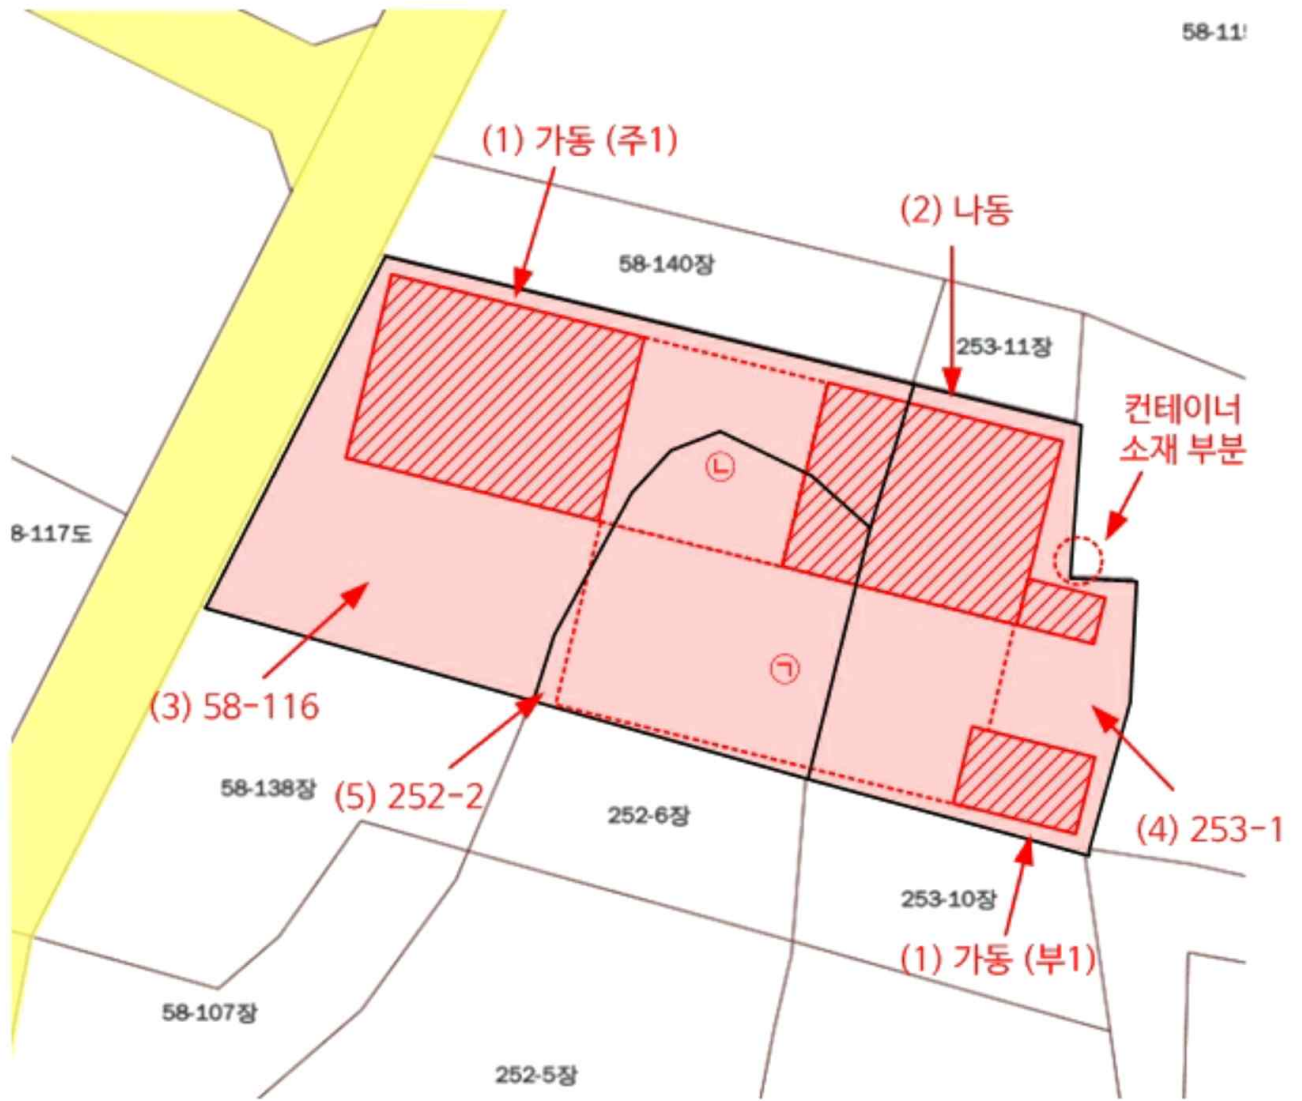 58-11
(1) 가동 (주1)
(2) 나동
58-140장
253-11장
컨테이너
소재 부분
㉡
8-117도
㉠
(3) 58-116
58-138장
(5) 252-2
252-6장
(4) 253-1
253-10장
(1) 가동 (부1)
58-107장
252-5장